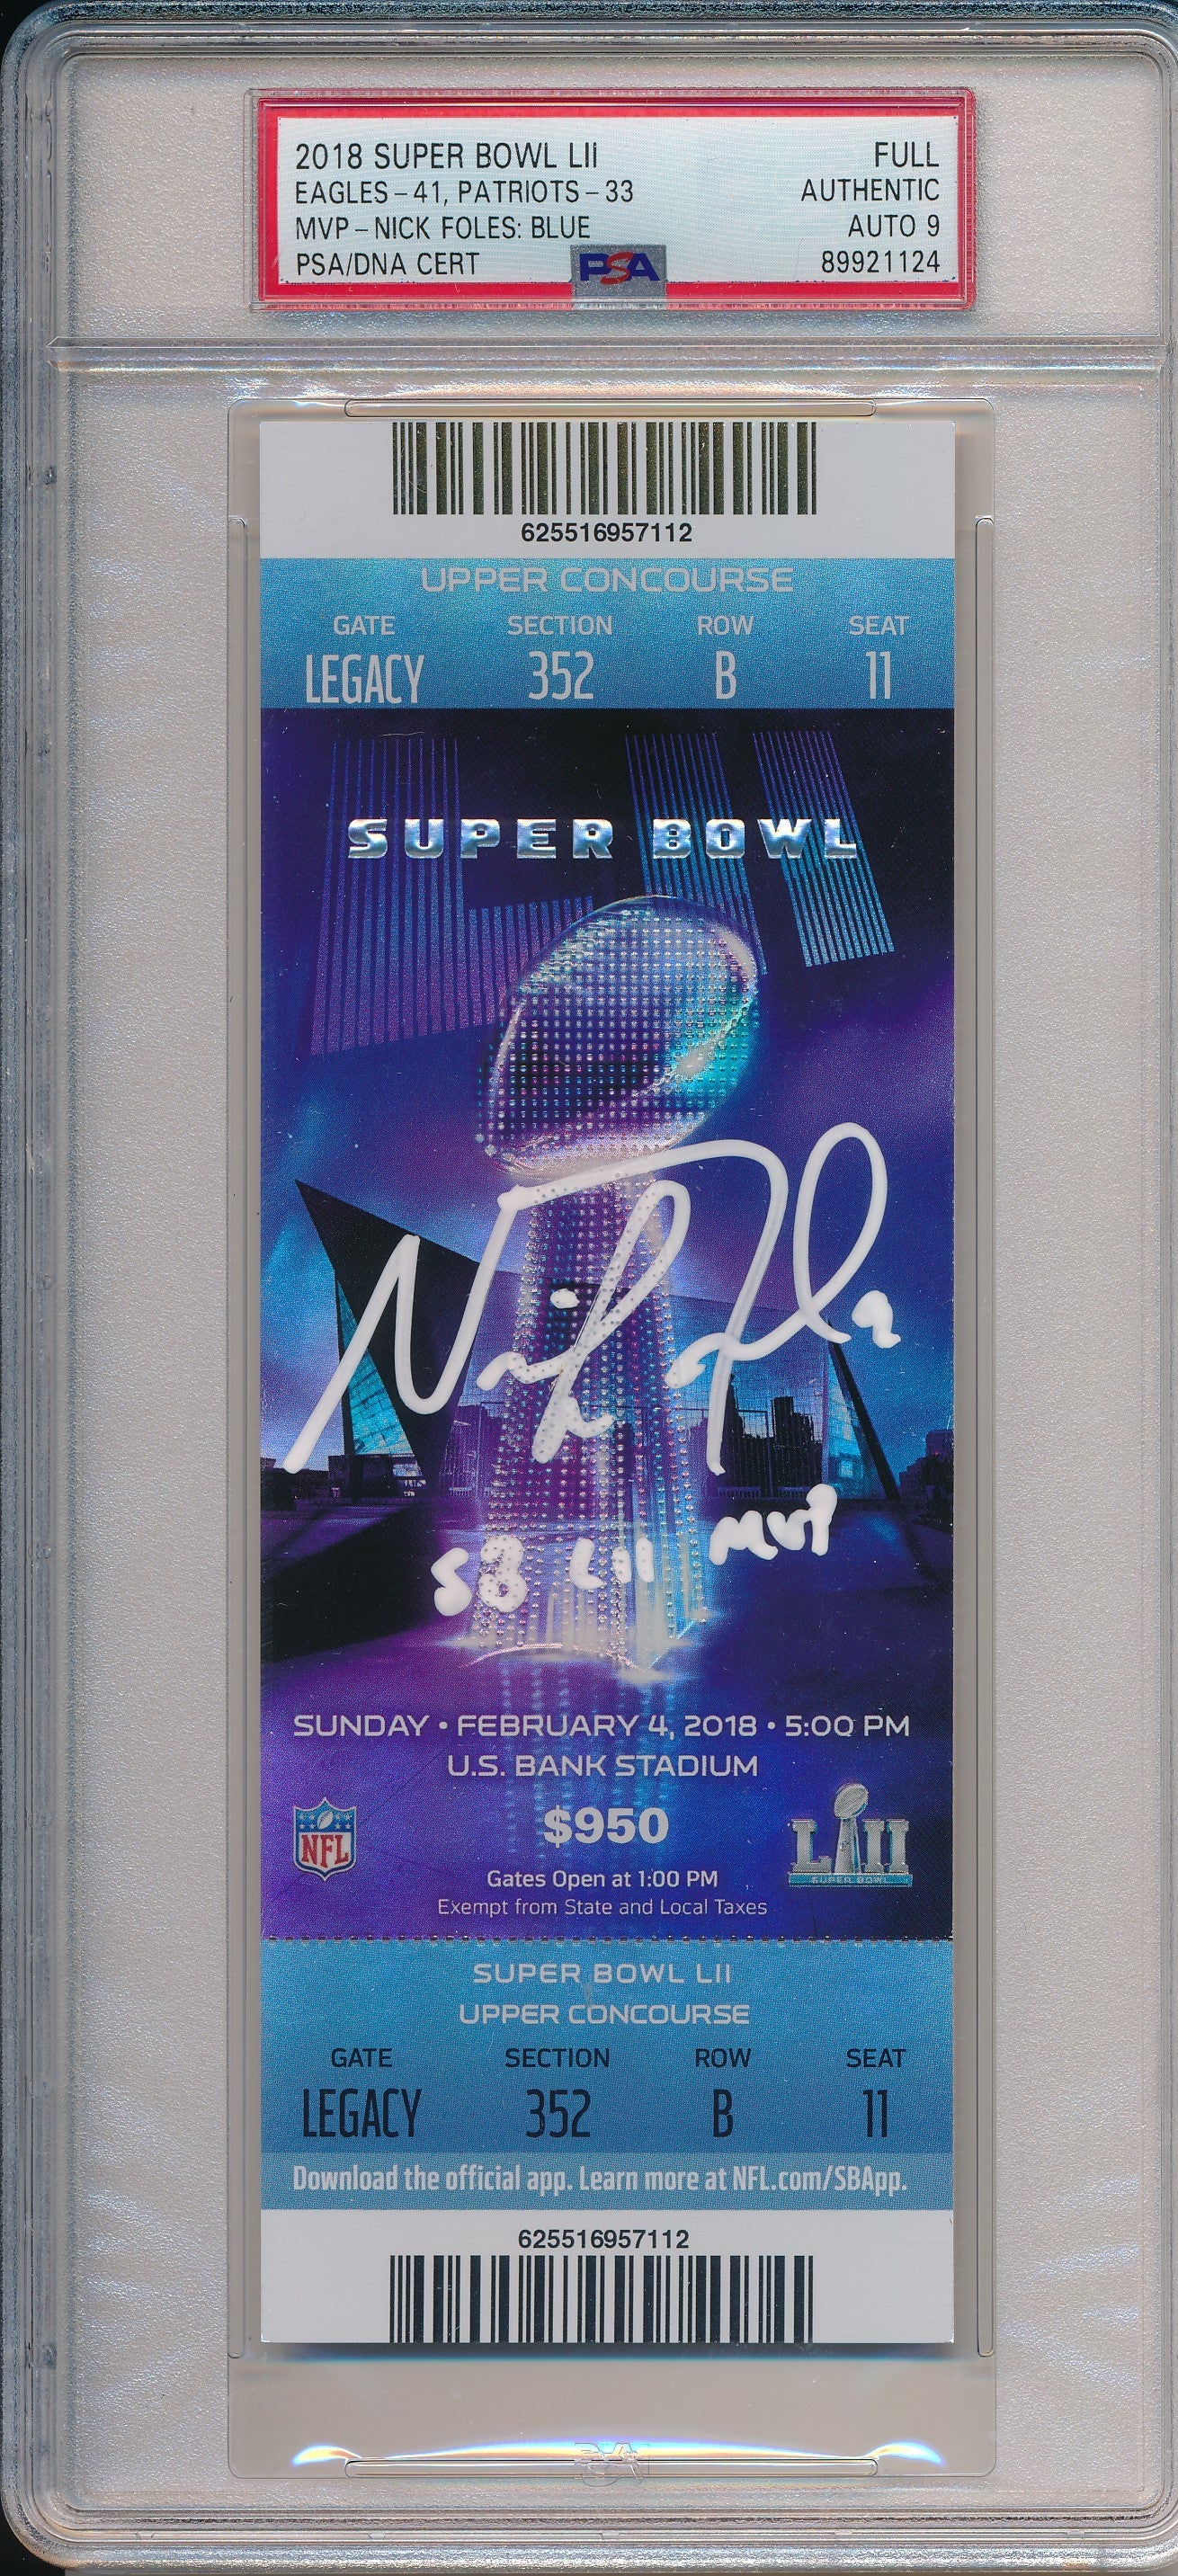 2018 SUPER BOWL LII FULL
EAGLES-41, PATRIOTS-33 AUTHENTIC
MVP-NICK FOLES: BLUE AUTO 9
PSA/DNA CERT PSA 89921124
625516957112
UPPER CONCOURSE
GATE SECTION ROW SEAT
LEGACY 352 B 11
SUPER BOWL
SB LII MVP
SUNDAY • FEBRUARY 4, 2018 • 5:00 PM
U.S. BANK STADIUM
$950
NFL
LII
SUPER BOWL
Gates Open at 1:00 PM
Exempt from State and Local Taxes
SUPER BOWL LII
UPPER CONCOURSE
GATE SECTION ROW SEAT
LEGACY 352 B 11
Download the official app. Learn more at NFL.com/SBApp.
625516957112